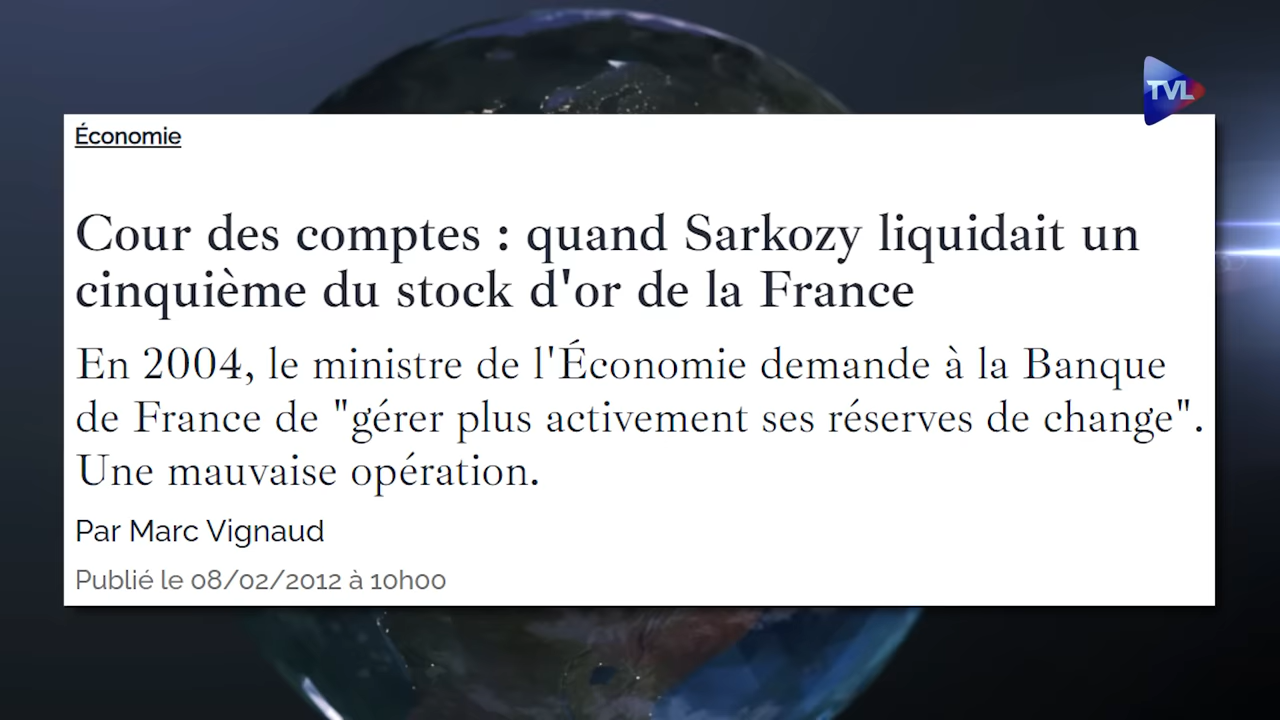 TVL
Économie
Cour des comptes : quand Sarkozy liquidait un
cinquième du stock d'or de la France
En 2004, le ministre de l'Économie demande à la Banque
de France de "gérer plus activement ses réserves de change".
Une mauvaise opération.
Par Marc Vignaud
Publié le 08/02/2012 à 10h00